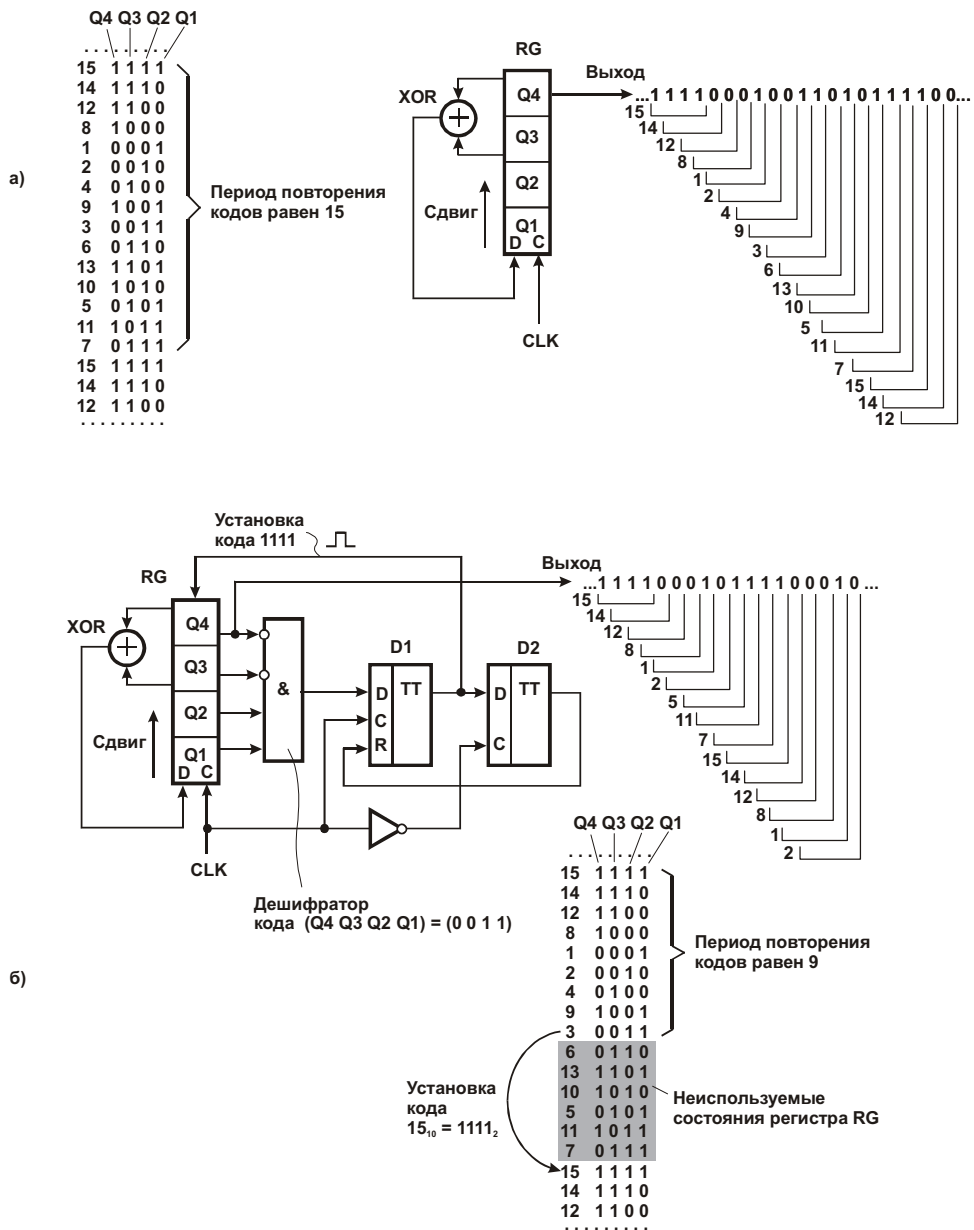 а)
Q4 Q3 Q2 Q1
. . . . . . . . .
15 1 1 1 1
14 1 1 1 0
12 1 1 0 0
8 1 0 0 0
1 0 0 0 1
2 0 0 1 0
4 0 1 0 0
9 1 0 0 1
3 0 0 1 1
6 0 1 1 0
13 1 1 0 1
10 1 0 1 0
5 0 1 0 1
11 1 0 1 1
7 0 1 1 1
15 1 1 1 1
14 1 1 1 0
12 1 1 0 0
. . . . . . . . .
Период повторения
кодов равен 15
RG
XOR
Q4
Q3
Q2
Q1
D C
Сдвиг
CLK
Выход
...1 1 1 1 0 0 0 1 0 0 1 1 0 1 0 1 1 1 1 0 0...
15
14
12
8
1
2
4
9
3
6
13
10
5
11
7
15
14
12
б)
Установка
кода 1111
RG
XOR
Q4
Q3
Q2
Q1
D C
Сдвиг
&
D1
D TT
C
R
D2
D TT
C
CLK
Дешифратор
кода (Q4 Q3 Q2 Q1) = (0 0 1 1)
Выход
...1 1 1 1 0 0 0 1 0 1 1 1 1 0 0 0 1 0 ...
15
14
12
8
1
2
5
11
7
15
14
12
8
1
2
Q4 Q3 Q2 Q1
. . . . . . . . .
15 1 1 1 1
14 1 1 1 0
12 1 1 0 0
8 1 0 0 0
1 0 0 0 1
2 0 0 1 0
4 0 1 0 0
9 1 0 0 1
3 0 0 1 1
6 0 1 1 0
13 1 1 0 1
10 1 0 1 0
5 0 1 0 1
11 1 0 1 1
7 0 1 1 1
15 1 1 1 1
14 1 1 1 0
12 1 1 0 0
. . . . . . . . .
Период повторения
кодов равен 9
Установка
кода
15₁₀ = 1111₂
Неиспользуемые
состояния регистра RG